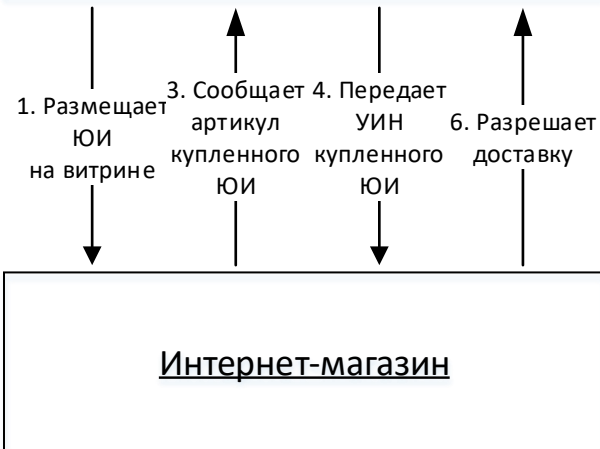 1. Размещает
ЮИ
на витрине
3. Сообщает
артикул
купленного
ЮИ
4. Передает
УИН
купленного
ЮИ
6. Разрешает
доставку
Интернет-магазин